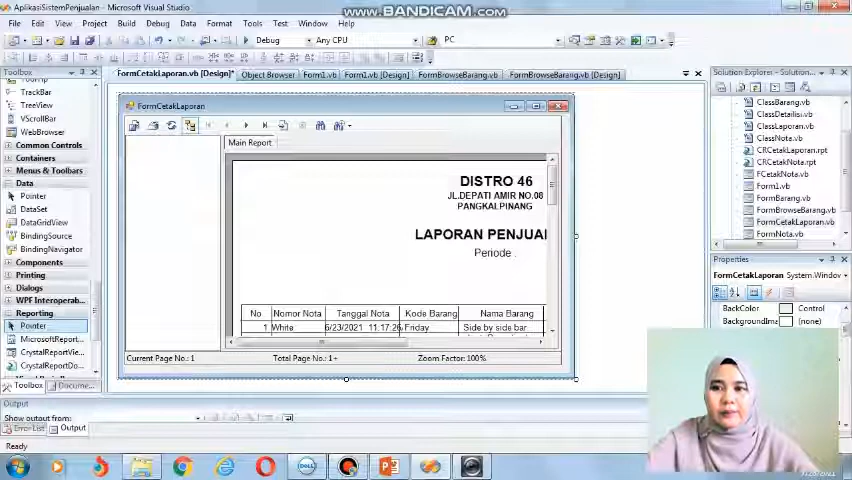 AplikasiSistemPenjualan - Visual Studio
www.BANDICAM.com
File Edit View Project Build Debug Data Format Tools Test Window Help
Debug Any CPU PC
Toolbox
FormCetakLaporan.vb [Design]* Object Browser Form1.vb Form1.vb [Design] FormBrowseBarang.vb FormBrowseBarang.vb [Design]
Solution Explorer - Solution...
TrackBar
TreeView
VScrollBar
WebBrowser
Common Controls
Containers
Menus & Toolbars
Data
Pointer
DataSet
DataGridView
BindingSource
BindingNavigator
Components
Printing
Dialogs
WPF Interoperab...
Reporting
Pointer
MicrosoftReport...
CrystalReportVie...
CrystalReportDo...
Toolbox Docume...
FormCetakLaporan
Main Report
DISTRO 46
JL.DEPATI AMIR NO.08
PANGKALPINANG
LAPORAN PENJUAL
Periode .
No Nomor Nota Tanggal Nota Kode Barang Nama Barang
1 White 6/23/2021 11:17:26 Friday Side by side bar
Current Page No.: 1 Total Page No.: 1+ Zoom Factor: 100%
ClassBarang.vb
ClassDetailisi.vb
ClassLaporan.vb
ClassNota.vb
CRCetakLaporan.rpt
CRCetakNota.rpt
FCetakNota.vb
Form1.vb
FormBarang.vb
FormBrowseBarang.vb
FormCetakLaporan.vb
FormNota.vb
Properties
FormCetakLaporan System.Window
BackColor Control
BackgroundIma (none)
Output
Show output from:
Error List Output
Ready